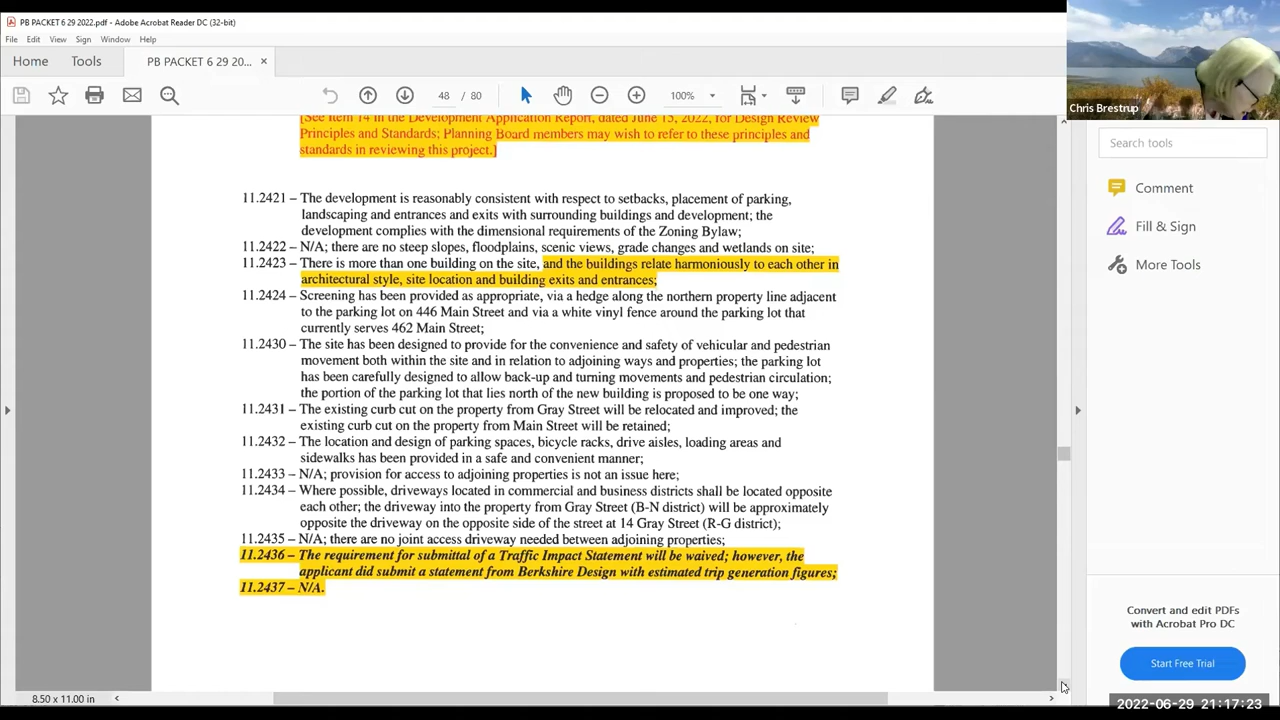 PB PACKET 6 29 2022.pdf - Adobe Acrobat Reader DC (32-bit)
File Edit View Sign Window Help
Home Tools PB PACKET 6 29 20... ×
48 / 80 100%
Chris Brestrup
Search tools
Comment
Fill & Sign
More Tools
[See Item 74 in the Development Application Report, dated June 15, 2022, for Design Review
Principles and Standards; Planning Board members may wish to refer to these principles and
standards in reviewing this project.]
11.2421 – The development is reasonably consistent with respect to setbacks, placement of parking,
landscaping and entrances and exits with surrounding buildings and development; the
development complies with the dimensional requirements of the Zoning Bylaw;
11.2422 – N/A; there are no steep slopes, floodplains, scenic views, grade changes and wetlands on site;
11.2423 – There is more than one building on the site, and the buildings relate harmoniously to each other in
architectural style, site location and building exits and entrances;
11.2424 – Screening has been provided as appropriate, via a hedge along the northern property line adjacent
to the parking lot on 446 Main Street and via a white vinyl fence around the parking lot that
currently serves 462 Main Street;
11.2430 – The site has been designed to provide for the convenience and safety of vehicular and pedestrian
movement both within the site and in relation to adjoining ways and properties; the parking lot
has been carefully designed to allow back-up and turning movements and pedestrian circulation;
the portion of the parking lot that lies north of the new building is proposed to be one way;
11.2431 – The existing curb cut on the property from Gray Street will be relocated and improved; the
existing curb cut on the property from Main Street will be retained;
11.2432 – The location and design of parking spaces, bicycle racks, drive aisles, loading areas and
sidewalks has been provided in a safe and convenient manner;
11.2433 – N/A; provision for access to adjoining properties is not an issue here;
11.2434 – Where possible, driveways located in commercial and business districts shall be located opposite
each other; the driveway into the property from Gray Street (B-N district) will be approximately
opposite the driveway on the opposite side of the street at 14 Gray Street (R-G district);
11.2435 – N/A; there are no joint access driveway needed between adjoining properties;
11.2436 – The requirement for submittal of a Traffic Impact Statement will be waived; however, the
applicant did submit a statement from Berkshire Design with estimated trip generation figures;
11.2437 – N/A.
Convert and edit PDFs
with Acrobat Pro DC
Start Free Trial
8.50 x 11.00 in
2022-06-29 21:17:23